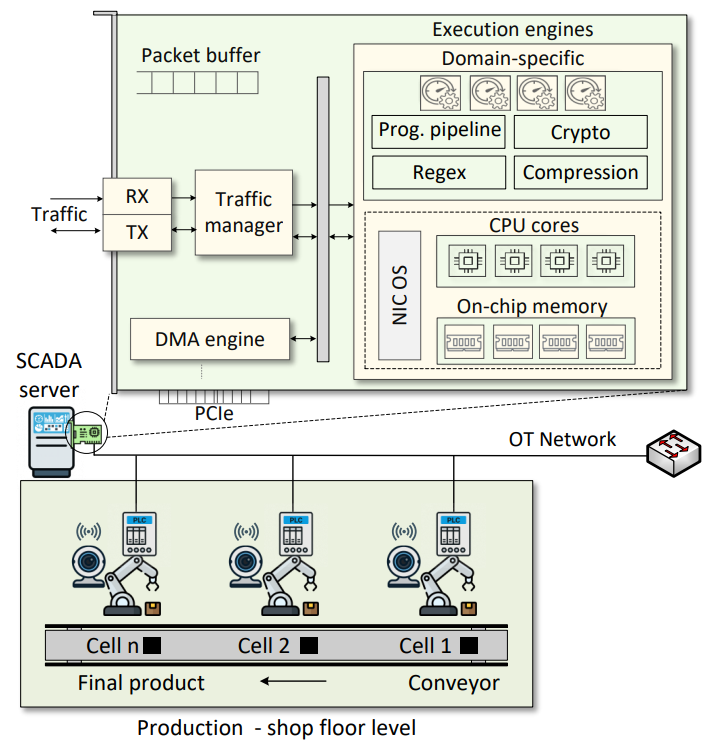 Execution engines
Packet buffer
Domain-specific
Prog. pipeline
Crypto
Regex
Compression
RX
Traffic
TX
Traffic
manager
CPU cores
NIC OS
On-chip memory
DMA engine
PCIe
SCADA
server
OT Network
PLC
PLC
PLC
Cell n
Cell 2
Cell 1
Final product
Conveyor
Production - shop floor level